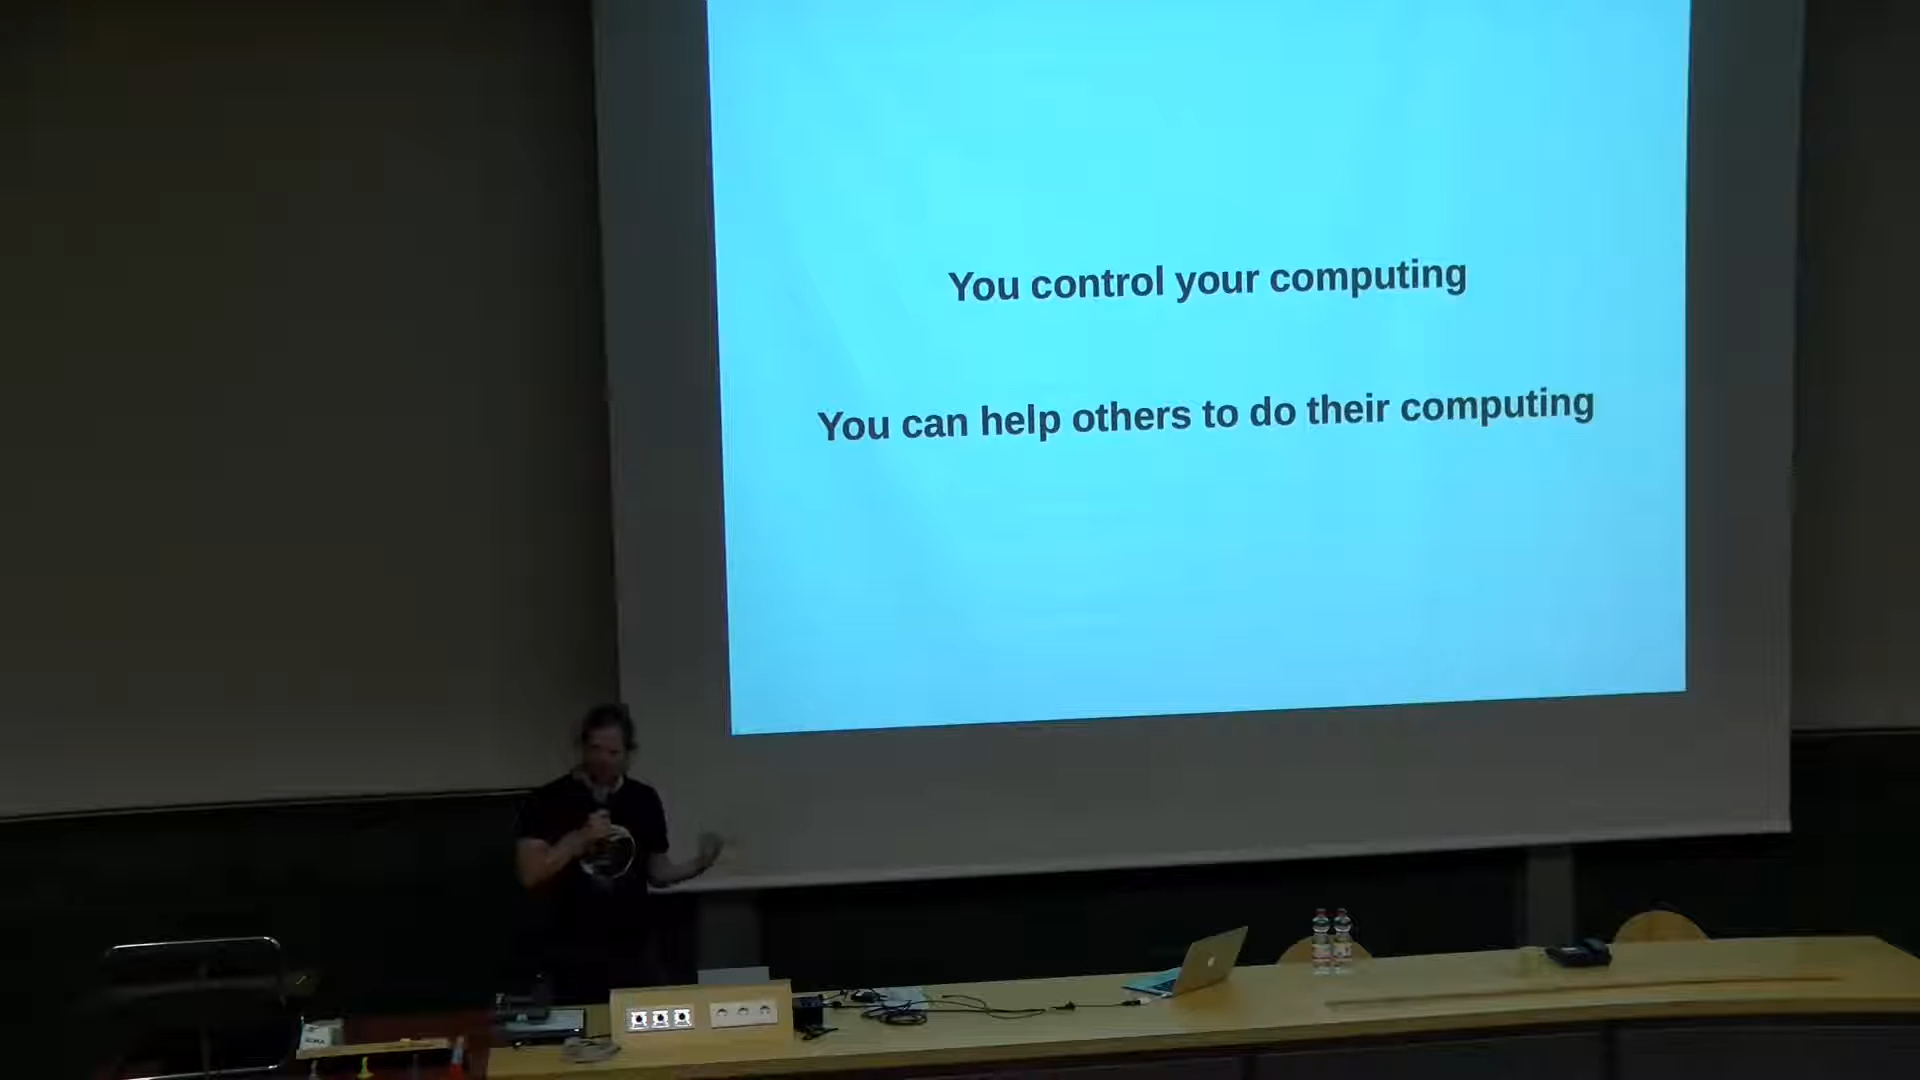 You control your computing
You can help others to do their computing